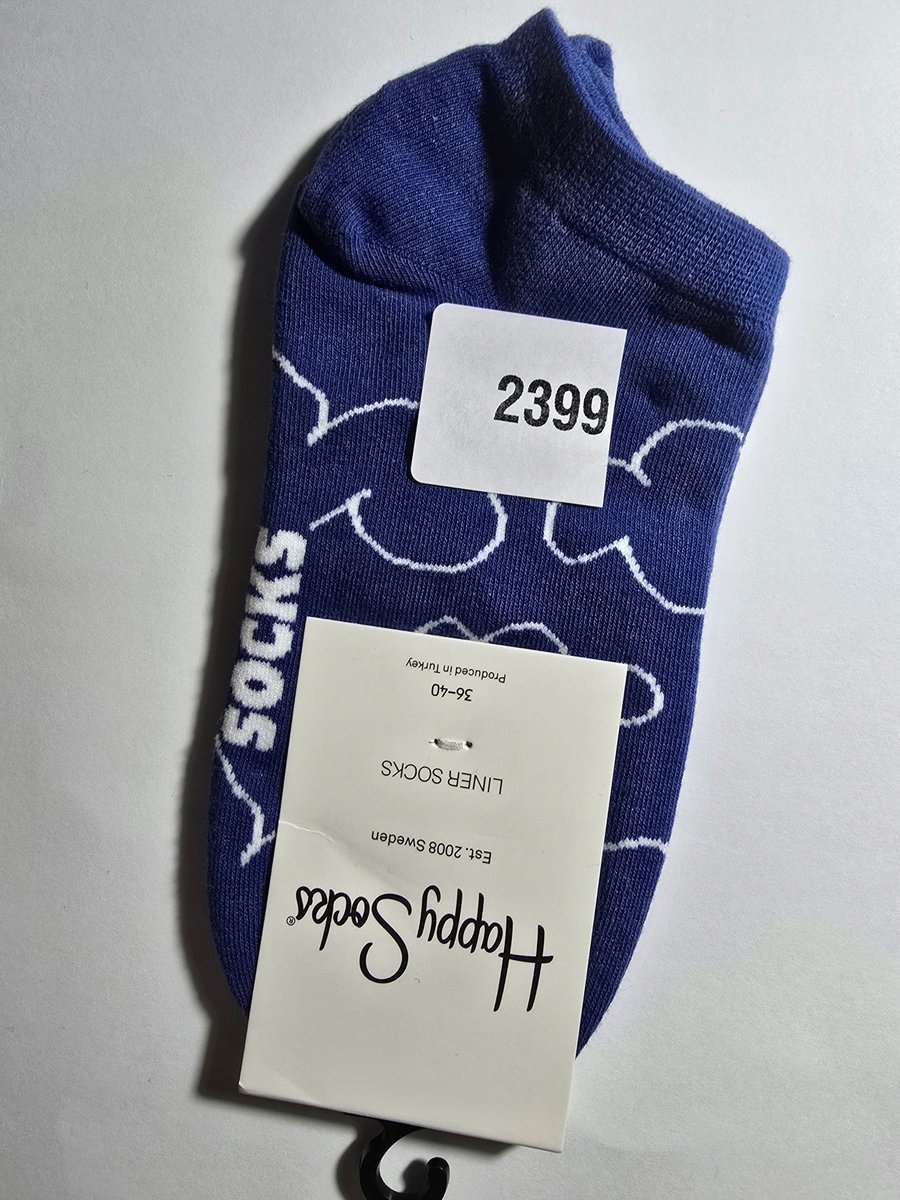 2399
SOCKS
Happy Socks®
Est. 2008 Sweden
LINER SOCKS
36-40
Produced in Turkey